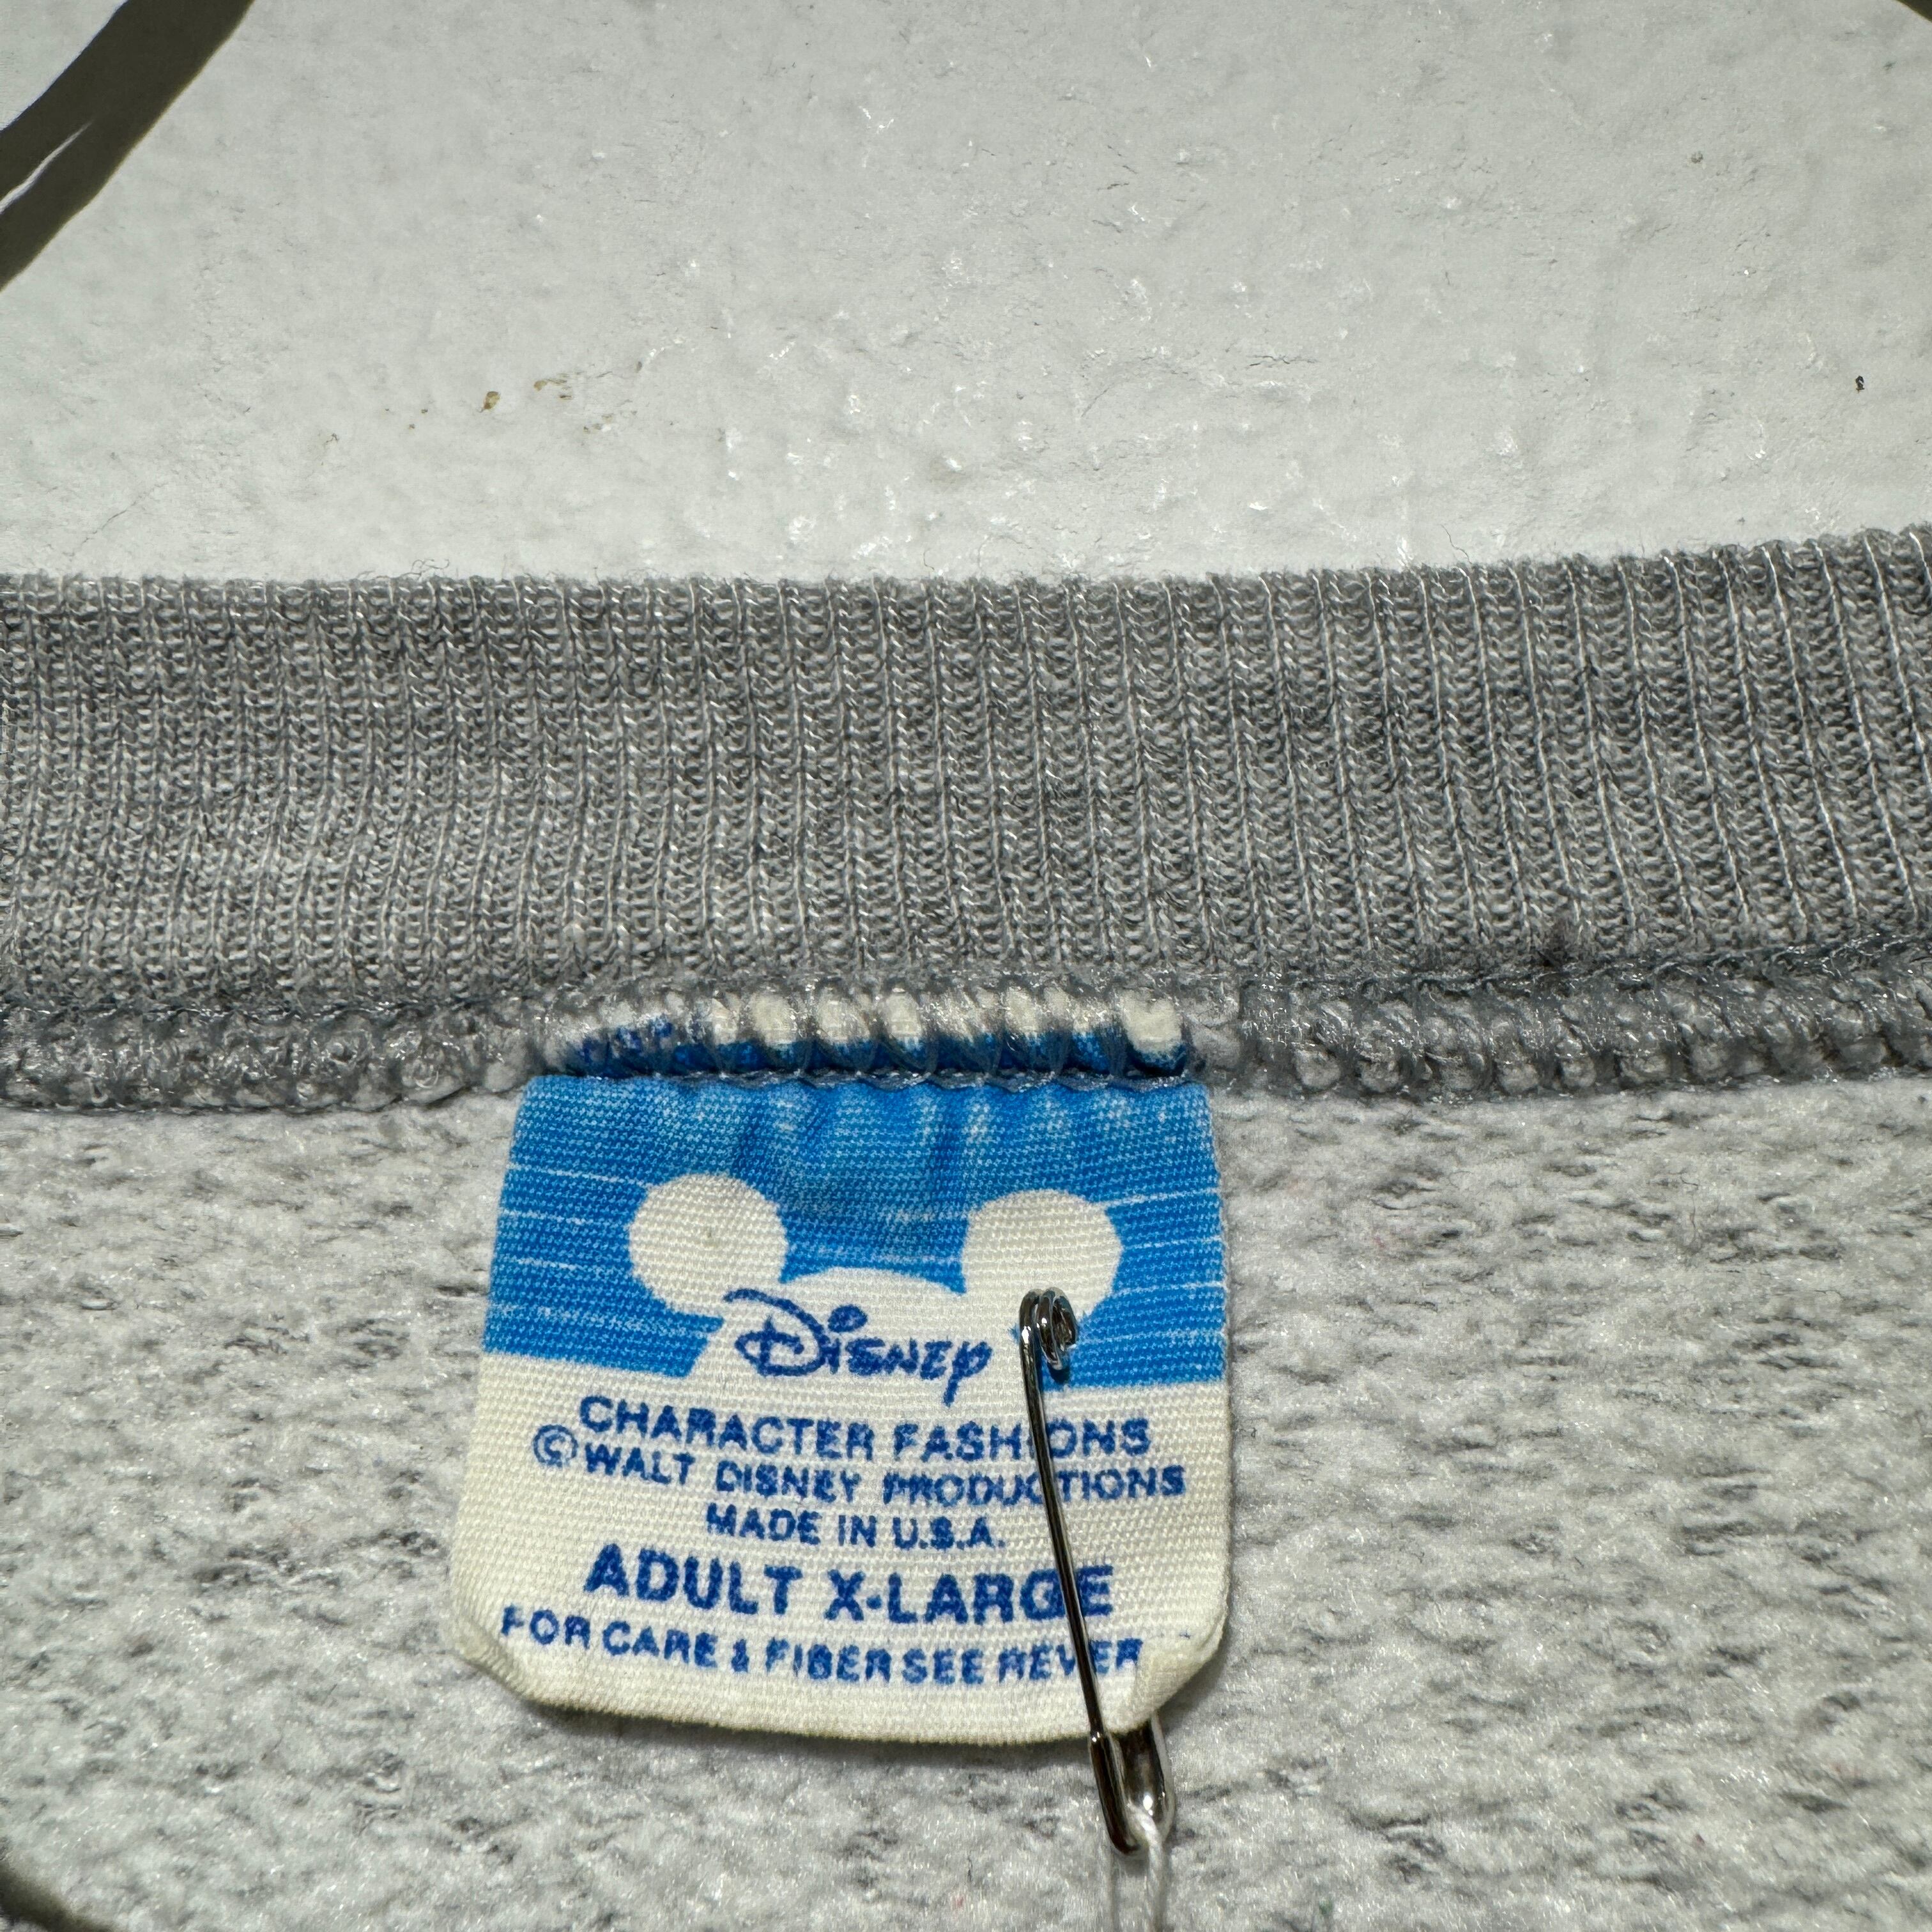 Disney
CHARACTER FASHIONS
©WALT DISNEY PRODUCTIONS
MADE IN U.S.A.
ADULT X-LARGE
FOR CARE & FIBER SEE REVER